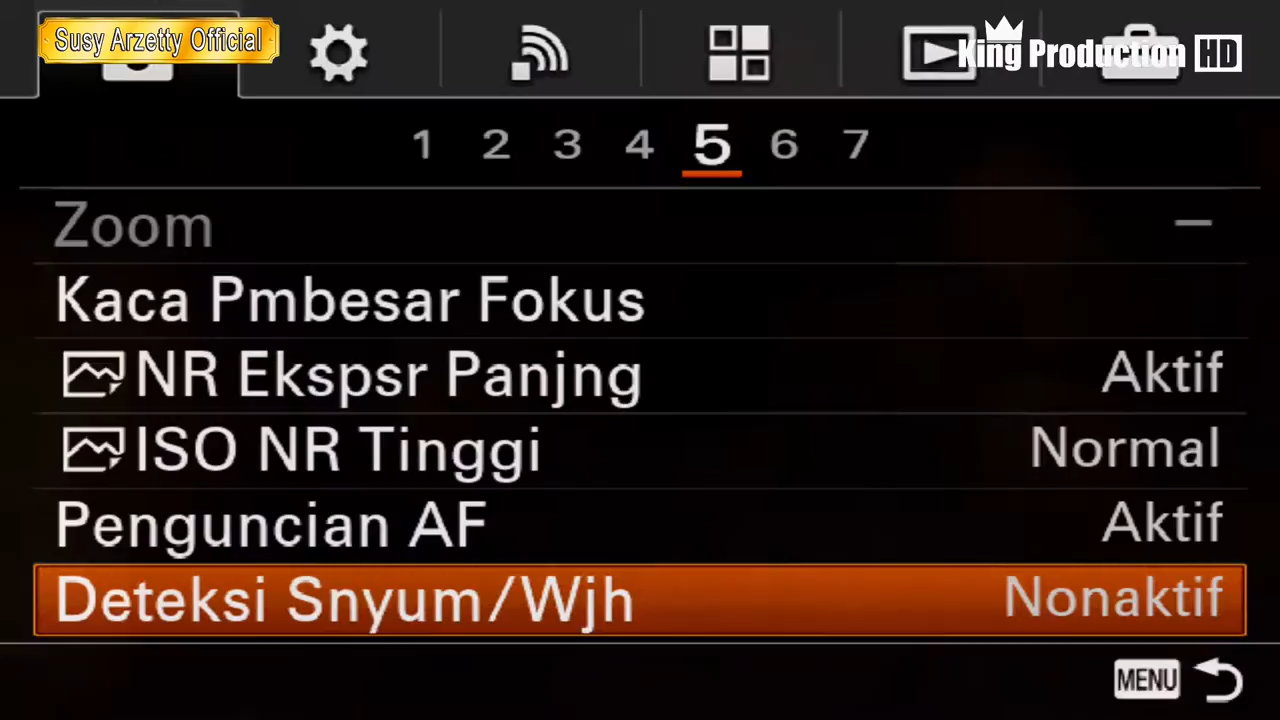 Susy Arzetty Official
King Production HD
1 2 3 4 5 6 7
Zoom –
Kaca Pmbesar Fokus
NR Ekspsr Panjng Aktif
ISO NR Tinggi Normal
Penguncian AF Aktif
Deteksi Snyum/Wjh Nonaktif
MENU